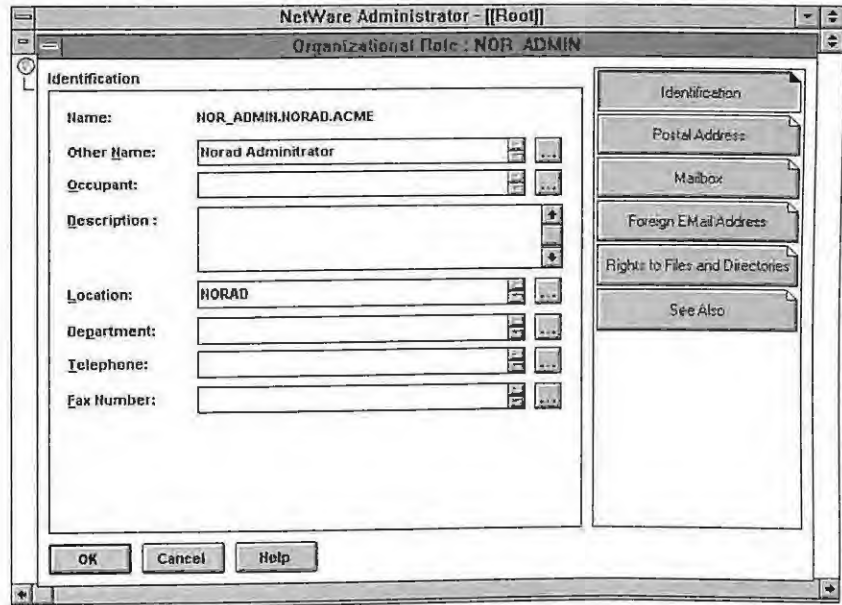 NetWare Administrator - [[Root]]
Organizational Role : NOR_ADMIN
Identification
Name: NOR_ADMIN.NORAD.ACME
Other Name: Norad Adminitrator
Occupant:
Description :
Location: NORAD
Department:
Telephone:
Fax Number:
Identification
Postal Address
Mailbox
Foreign EMail Address
Rights to Files and Directories
See Also
OK Cancel Help